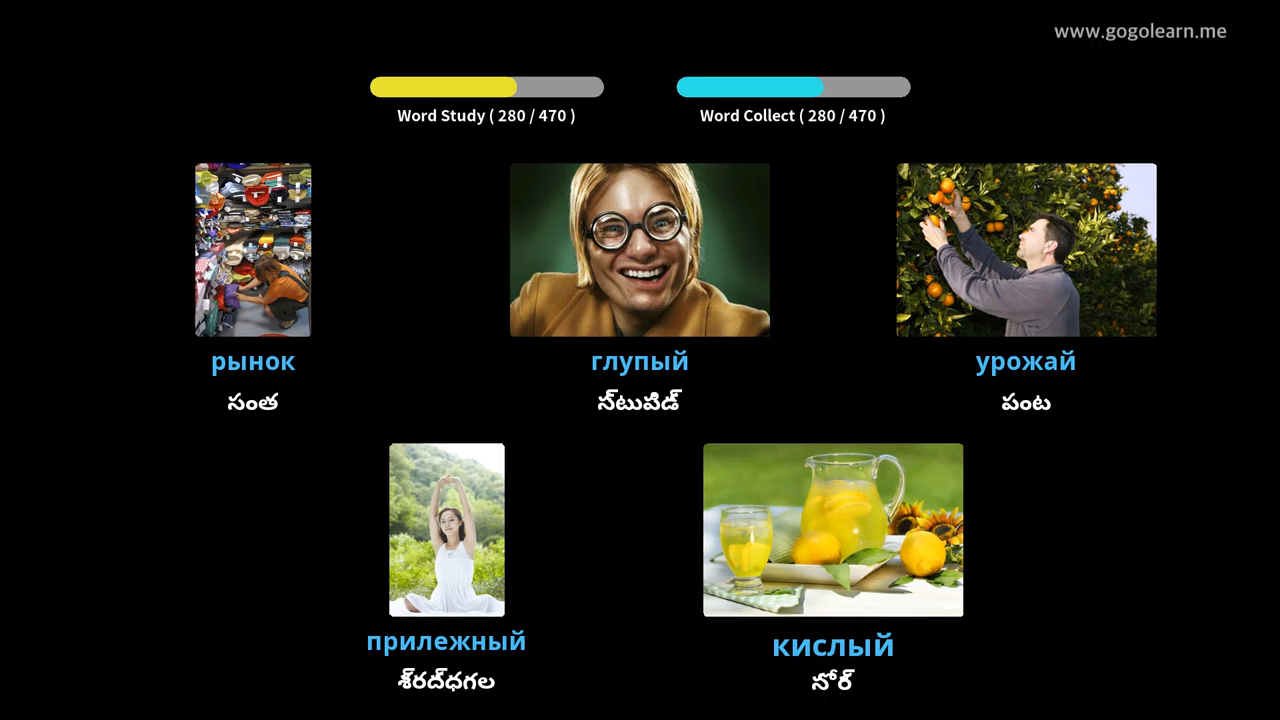 www.gogolearn.me
Word Study ( 280 / 470 )
Word Collect ( 280 / 470 )
рынок
глупый
урожай
సంత
స్టుపిడ్
పంట
прилежный
кислый
శ్రద్ధగల
సోర్